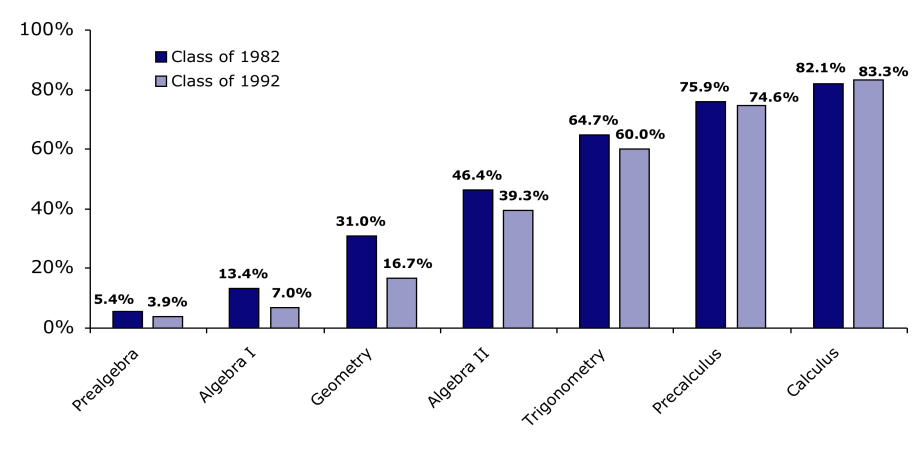 100%
Class of 1982
Class of 1992
80%
60%
40%
20%
0%
5.4% 3.9%
13.4% 7.0%
31.0% 16.7%
46.4% 39.3%
64.7% 60.0%
75.9% 74.6%
82.1% 83.3%
Prealgebra
Algebra I
Geometry
Algebra II
Trigonometry
Precalculus
Calculus